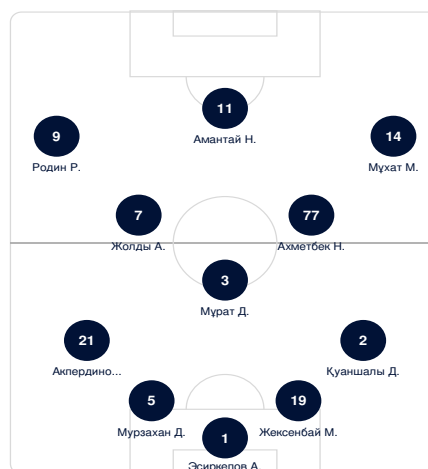 11
Амантай Н.
9
Родин Р.
14
Мұхат М.
7
Жолды А.
77
Ахметбек Н.
3
Мұрат Д.
21
Акпердино...
2
Қуаншалы Д.
5
Мурзахан Д.
19
Жексенбай М.
1
Эсиркепов А.